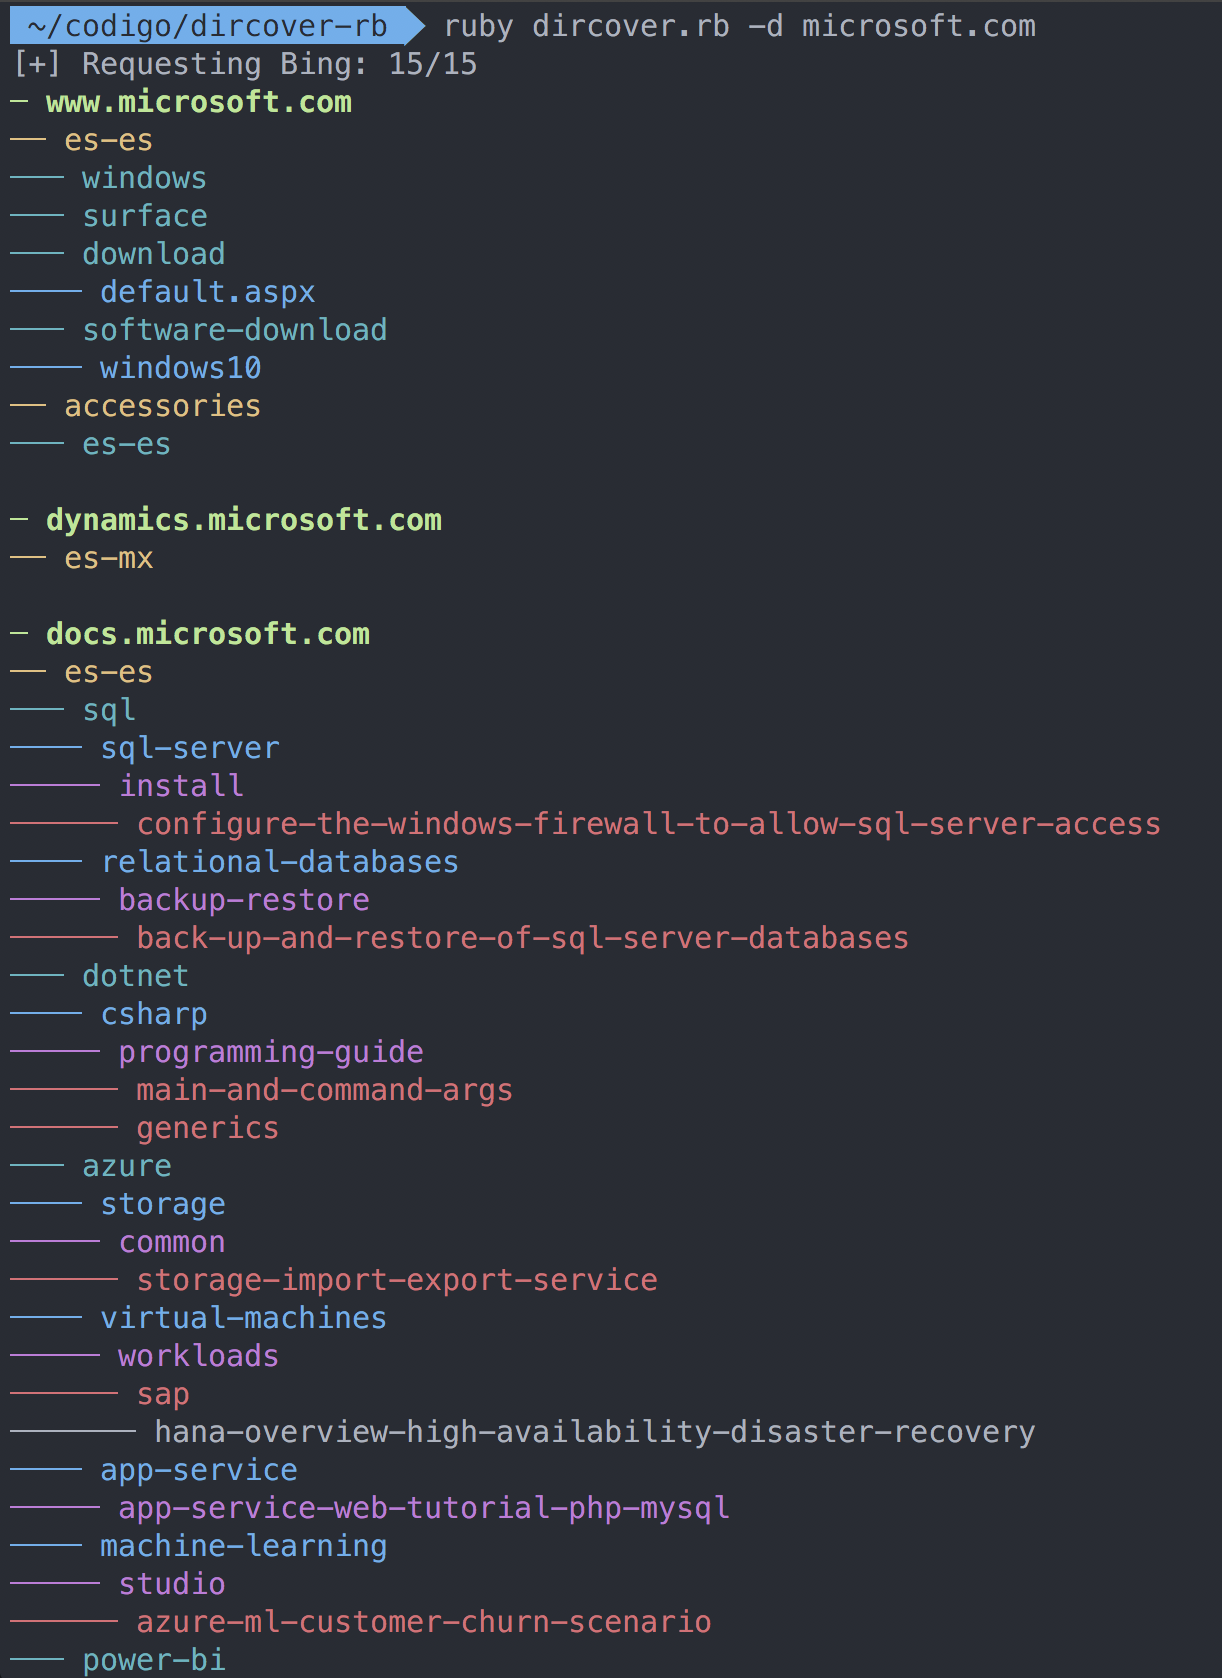 ~/codigo/dircover-rb ruby dircover.rb -d microsoft.com
[+] Requesting Bing: 15/15
─ www.microsoft.com
── es-es
─── windows
─── surface
─── download
──── default.aspx
─── software-download
──── windows10
── accessories
─── es-es
─ dynamics.microsoft.com
── es-mx
─ docs.microsoft.com
── es-es
─── sql
──── sql-server
───── install
────── configure-the-windows-firewall-to-allow-sql-server-access
──── relational-databases
───── backup-restore
────── back-up-and-restore-of-sql-server-databases
─── dotnet
──── csharp
───── programming-guide
────── main-and-command-args
────── generics
─── azure
──── storage
───── common
────── storage-import-export-service
──── virtual-machines
───── workloads
────── sap
─────── hana-overview-high-availability-disaster-recovery
──── app-service
───── app-service-web-tutorial-php-mysql
──── machine-learning
───── studio
────── azure-ml-customer-churn-scenario
─── power-bi